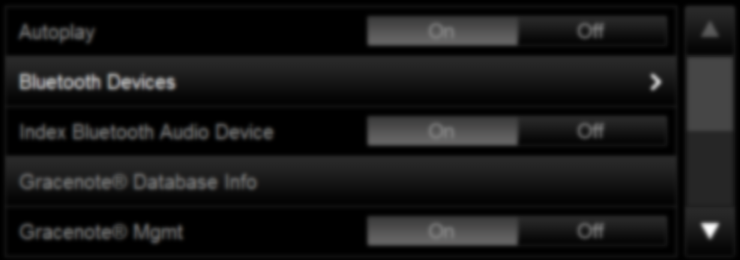 Autoplay On Off
Bluetooth Devices
Index Bluetooth Audio Device On Off
Gracenote® Database Info
Gracenote® Mgmt On Off